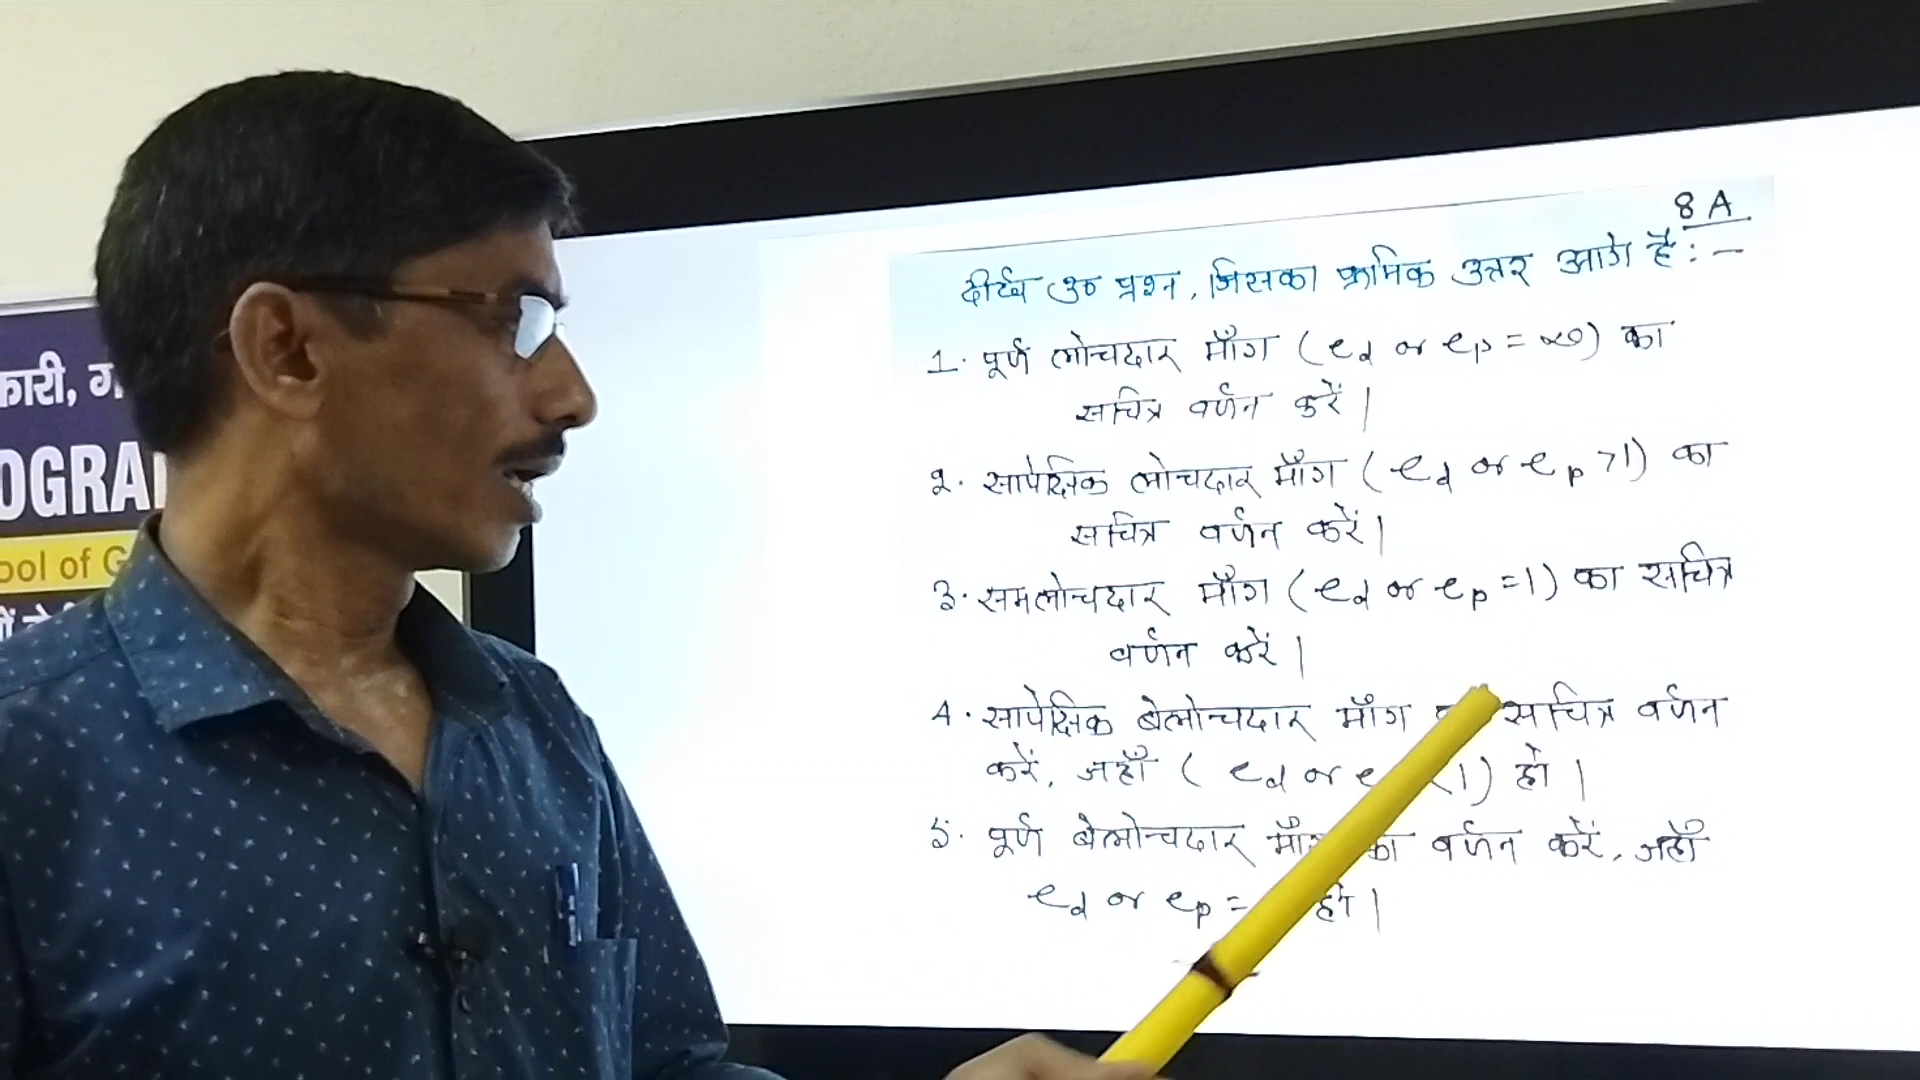 कारी, ग
OGRA
ool of G
8 A
दीर्घ उ० प्रश्न, जिसका क्रमिक उत्तर आगे है :-
1. पूर्ण लोचदार माँग (ed or ep = ∞) का
सचित्र वर्णन करें |
2. सापेक्षिक लोचदार माँग (ed or ep >1) का
सचित्र वर्णन करें |
3. समलोचदार माँग (ed or ep =1) का सचित्र
वर्णन करें |
4. सापेक्षिक बेलोचदार माँग सचित्र वर्णन
करें, जहाँ ( ed or e <1) हो |
5. पूर्ण बेलोचदार माँग का वर्णन करें, जहाँ
ed or ep = हो |